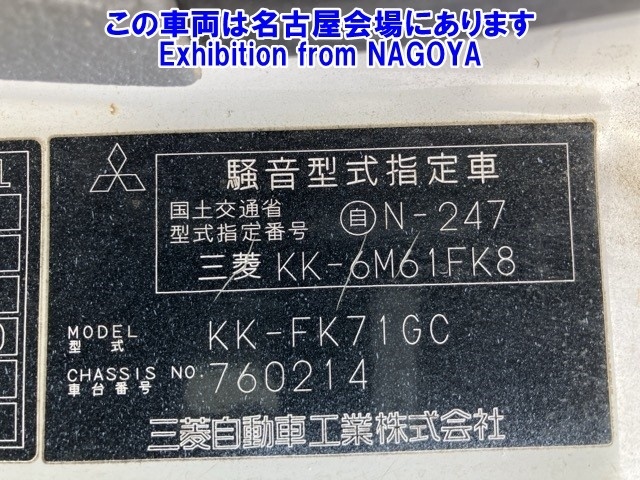 この車両は名古屋会場にあります
Exhibition from NAGOYA
L
騒音型式指定車
国土交通省
型式指定番号 自N-247
三菱 KK-6M61FK8
MODEL
型式 KK-FK71GC
CHASSIS NO.
車台番号 760214
三菱自動車工業株式会社